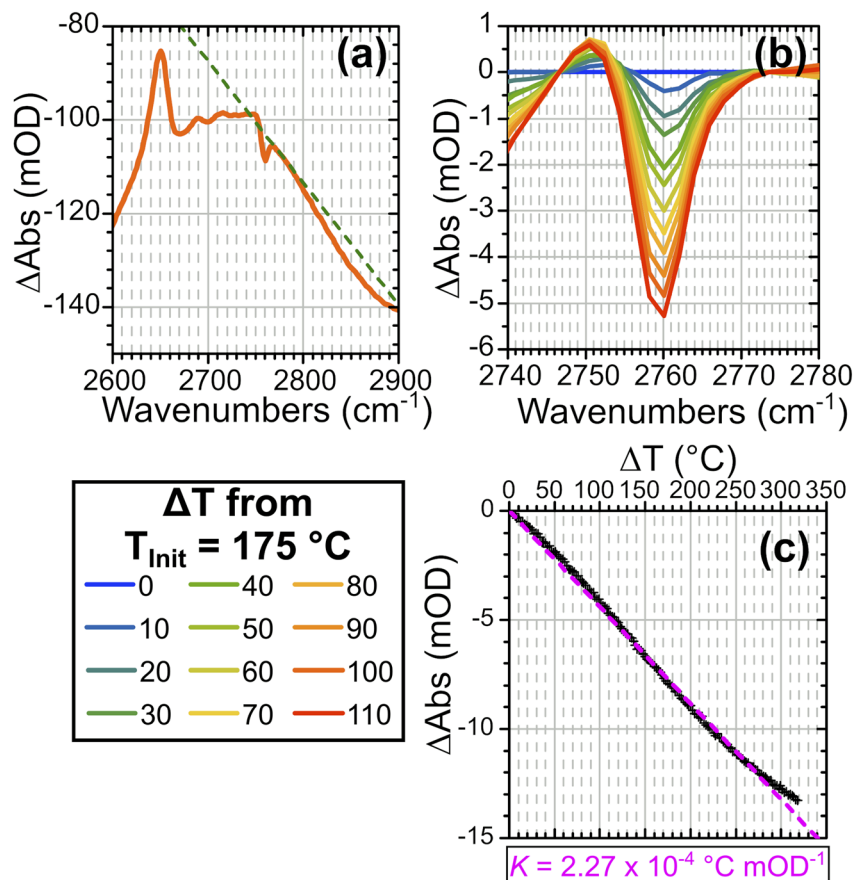 -80
-100
-120
-140
ΔAbs (mOD)
(a)
2600 2700 2800 2900
Wavenumbers (cm⁻¹)
1
0
-1
-2
-3
-4
-5
-6
ΔAbs (mOD)
(b)
2740 2750 2760 2770 2780
Wavenumbers (cm⁻¹)
ΔT from
T_Init = 175 °C
0 40 80
10 50 90
20 60 100
30 70 110
ΔT (°C)
0 50 100 150 200 250 300 350
0
-5
-10
-15
ΔAbs (mOD)
(c)
K = 2.27 x 10⁻⁴ °C mOD⁻¹